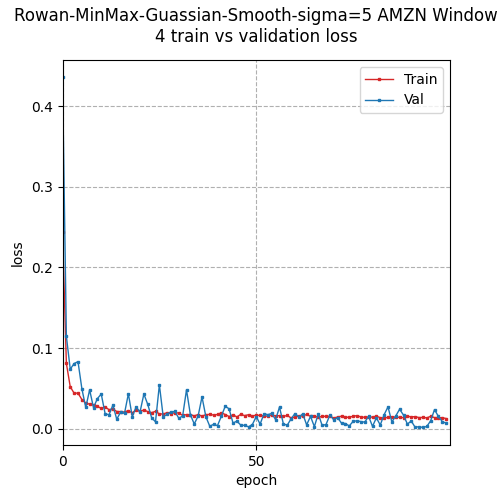 Rowan-MinMax-Guassian-Smooth-sigma=5 AMZN Window
4 train vs validation loss
Train
Val
0.4
0.3
0.2
0.1
0.0
loss
0
50
epoch